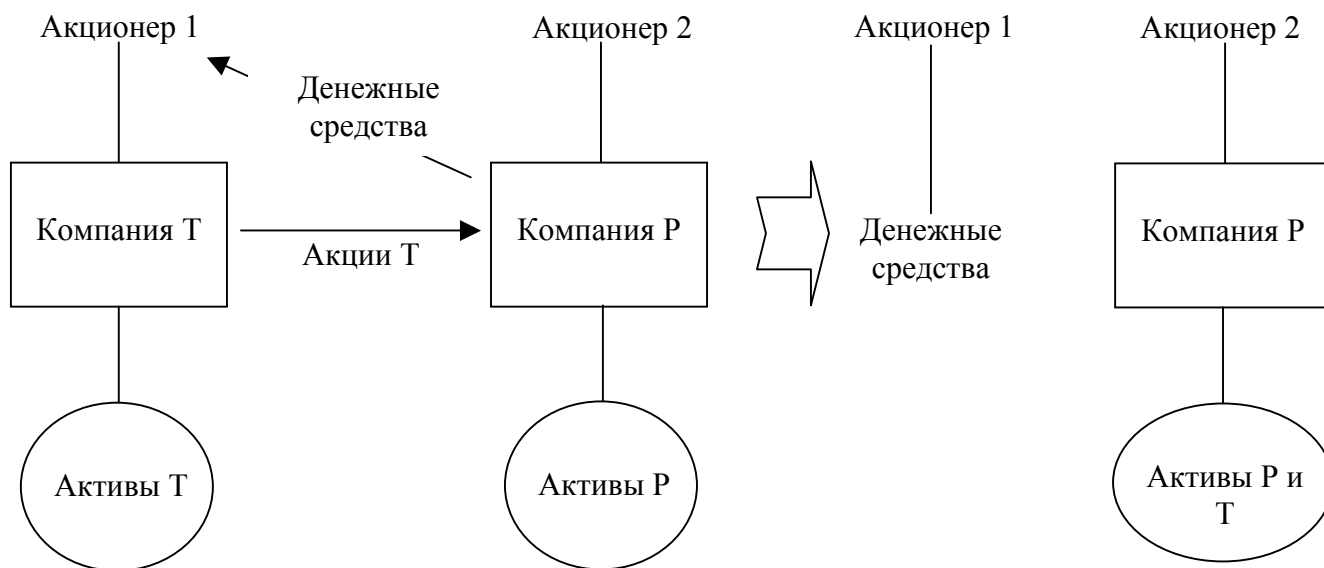 Акционер 1
Акционер 2
Акционер 1
Акционер 2
Денежные
средства
Компания Т
Акции Т
Компания Р
Денежные
средства
Компания Р
Активы Т
Активы Р
Активы Р и
Т